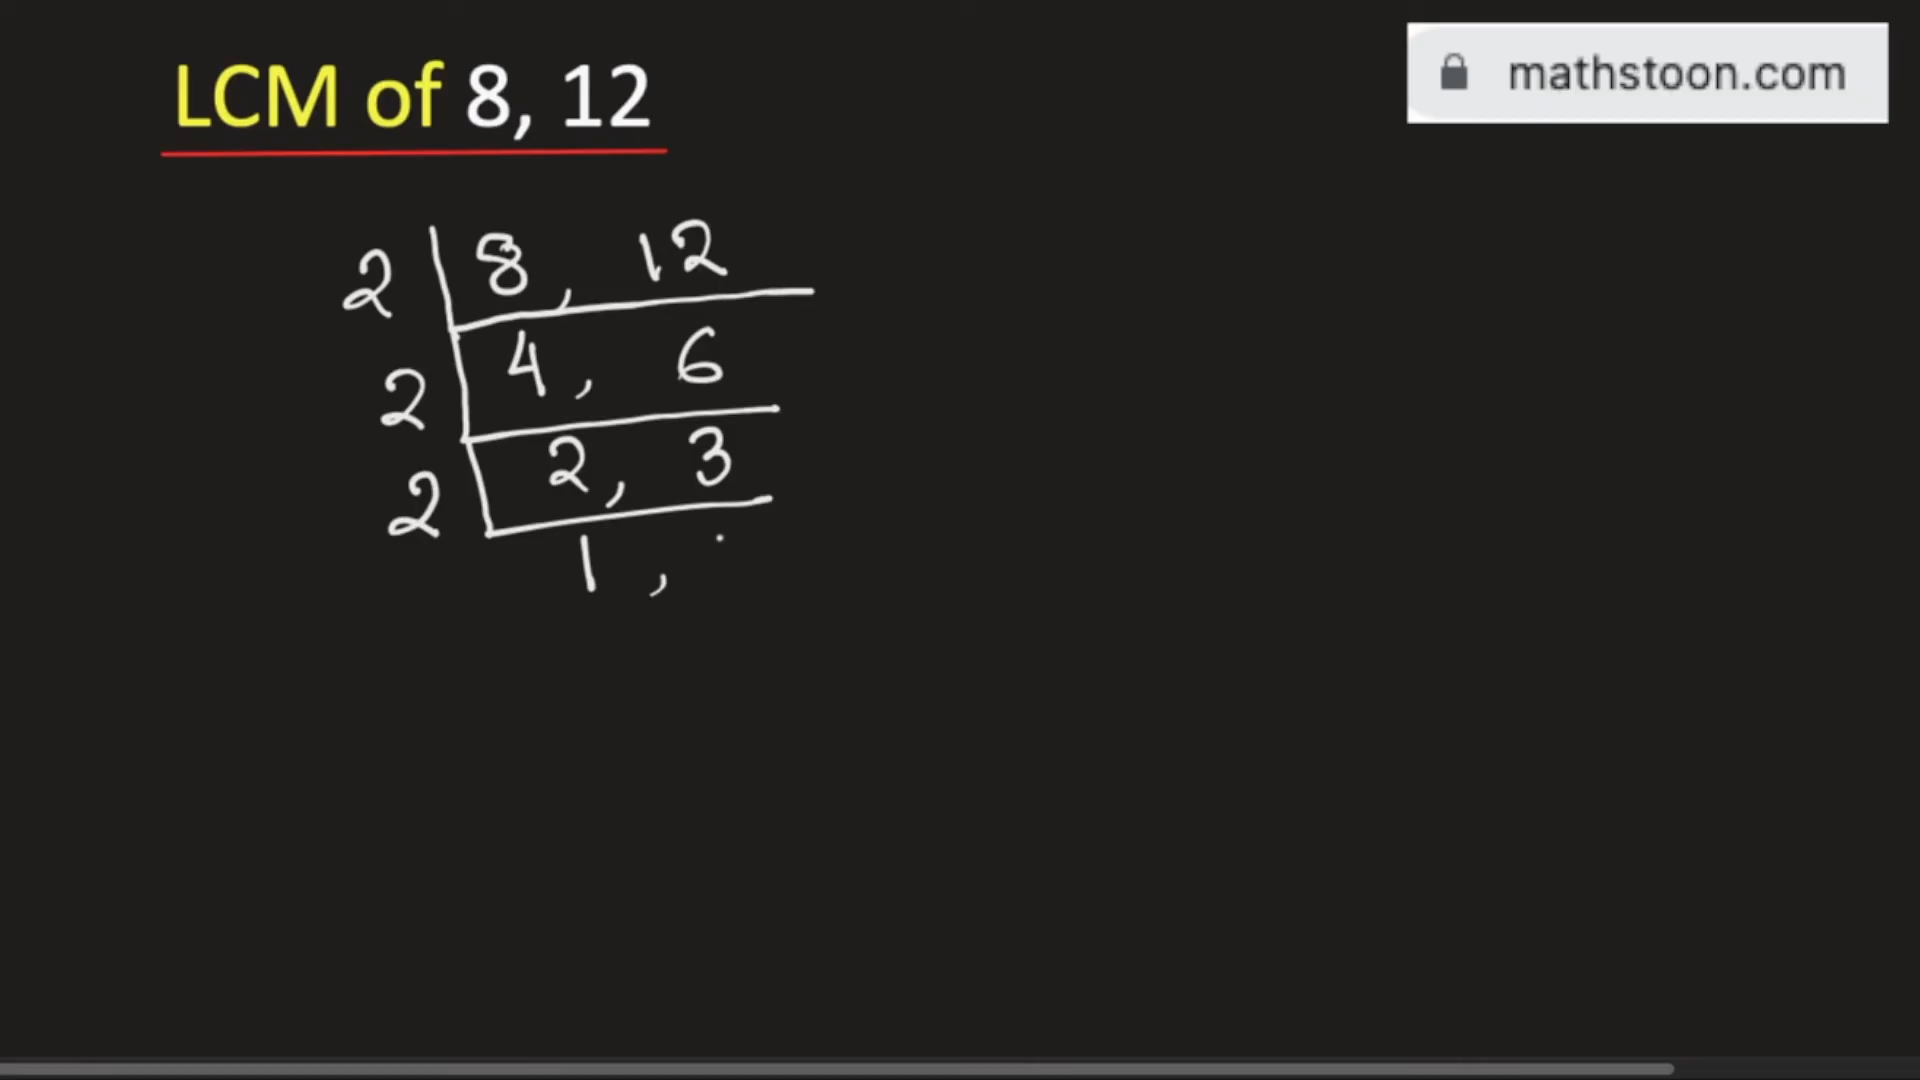 LCM of 8, 12
mathstoon.com
2 8, 12
2 4, 6
2 2, 3
1,